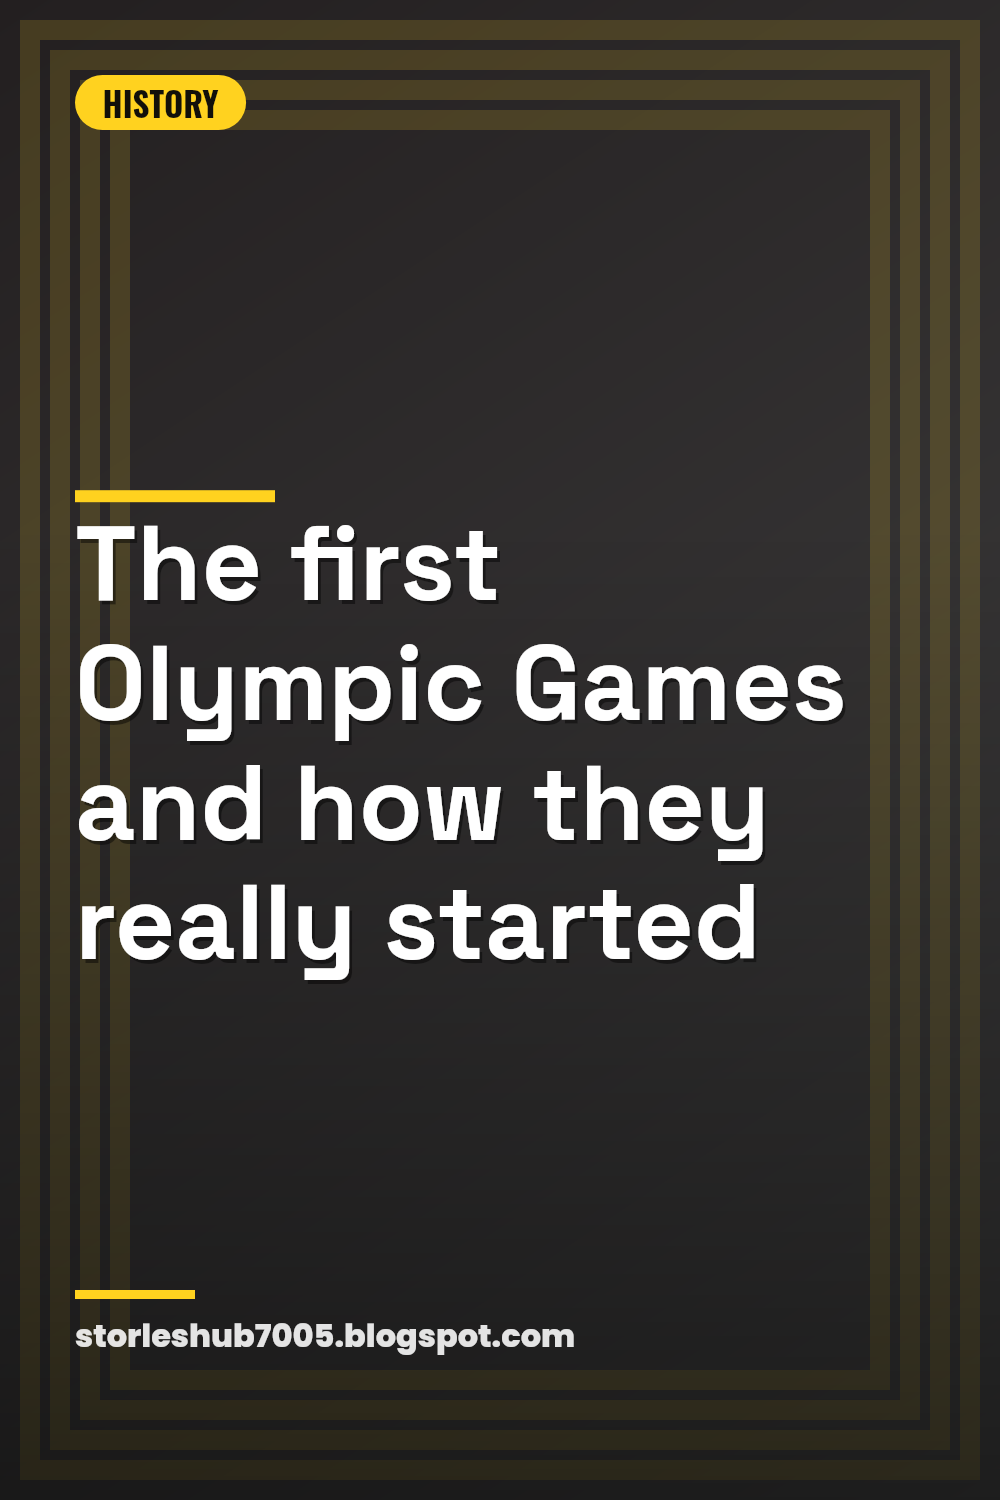 HISTORY
The first
Olympic Games
and how they
really started
storleshub7005.blogspot.com